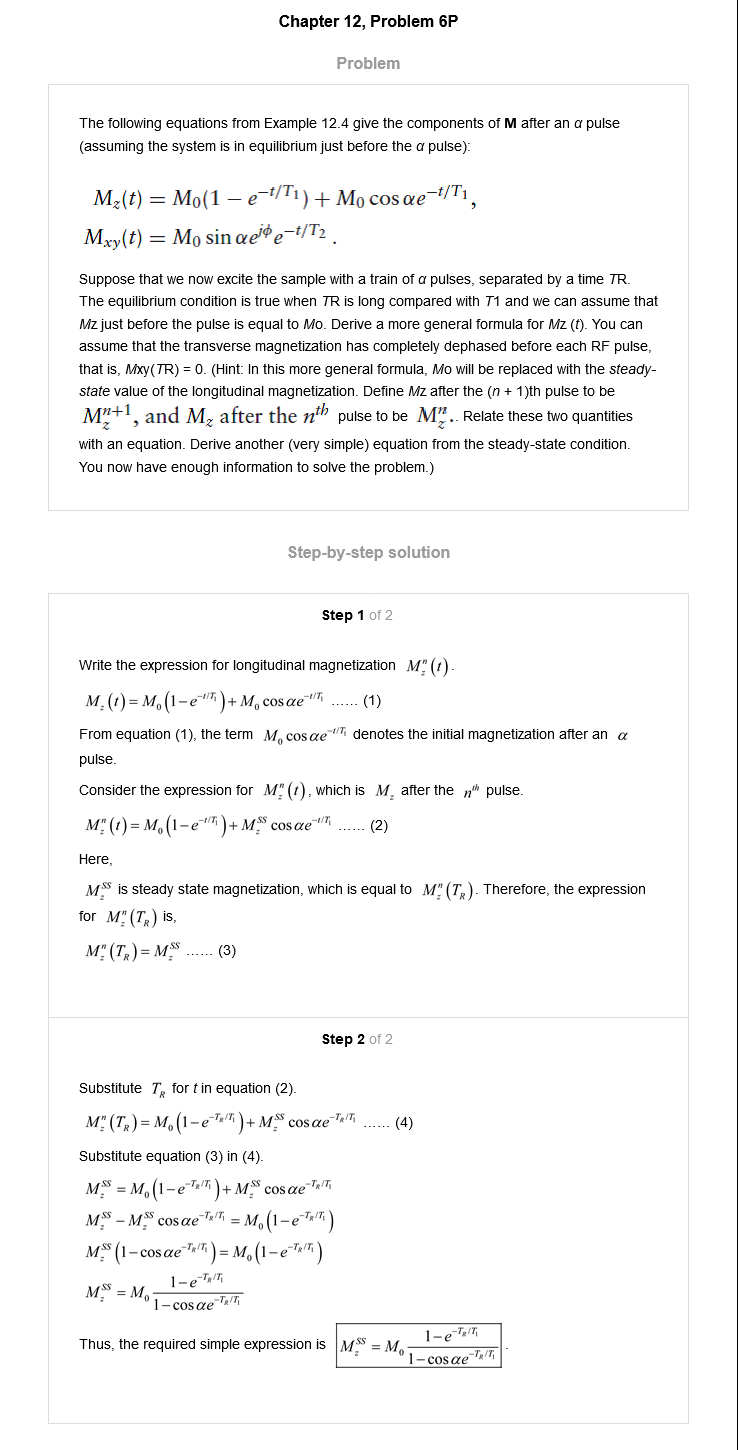 Chapter 12, Problem 6P
Problem
The following equations from Example 12.4 give the components of M after an α pulse
(assuming the system is in equilibrium just before the α pulse):
M_z(t) = M_0(1 − e^{−t/T_1}) + M_0 cos αe^{−t/T_1},
M_{xy}(t) = M_0 sin αe^{jϕ}e^{−t/T_2}.
Suppose that we now excite the sample with a train of α pulses, separated by a time TR.
The equilibrium condition is true when TR is long compared with T1 and we can assume that
Mz just before the pulse is equal to Mo. Derive a more general formula for Mz (t). You can
assume that the transverse magnetization has completely dephased before each RF pulse,
that is, Mxy(TR) = 0. (Hint: In this more general formula, Mo will be replaced with the steady-
state value of the longitudinal magnetization. Define Mz after the (n + 1)th pulse to be
M_z^{n+1}, and M_z after the n^{th} pulse to be M_z^n.. Relate these two quantities
with an equation. Derive another (very simple) equation from the steady-state condition.
You now have enough information to solve the problem.)
Step-by-step solution
Step 1 of 2
Write the expression for longitudinal magnetization M_z^n(t).
M_z(t) = M_0(1−e^{−t/T_1}) + M_0 cos αe^{−t/T_1} ...... (1)
From equation (1), the term M_0 cos αe^{−t/T_1} denotes the initial magnetization after an α
pulse.
Consider the expression for M_z^n(t), which is M_z after the n^{th} pulse.
M_z^n(t) = M_0(1−e^{−t/T_1}) + M_z^{SS} cos αe^{−t/T_1} ...... (2)
Here,
M_z^{SS} is steady state magnetization, which is equal to M_z^n(T_R). Therefore, the expression
for M_z^n(T_R) is,
M_z^n(T_R) = M_z^{SS} ...... (3)
Step 2 of 2
Substitute T_R for t in equation (2).
M_z^n(T_R) = M_0(1−e^{−T_R/T_1}) + M_z^{SS} cos αe^{−T_R/T_1} ...... (4)
Substitute equation (3) in (4).
M_z^{SS} = M_0(1−e^{−T_R/T_1}) + M_z^{SS} cos αe^{−T_R/T_1}
M_z^{SS} − M_z^{SS} cos αe^{−T_R/T_1} = M_0(1−e^{−T_R/T_1})
M_z^{SS}(1−cos αe^{−T_R/T_1}) = M_0(1−e^{−T_R/T_1})
M_z^{SS} = M_0 \frac{1−e^{−T_R/T_1}}{1−cos αe^{−T_R/T_1}}
Thus, the required simple expression is M_z^{SS} = M_0 \frac{1−e^{−T_R/T_1}}{1−cos αe^{−T_R/T_1}}.